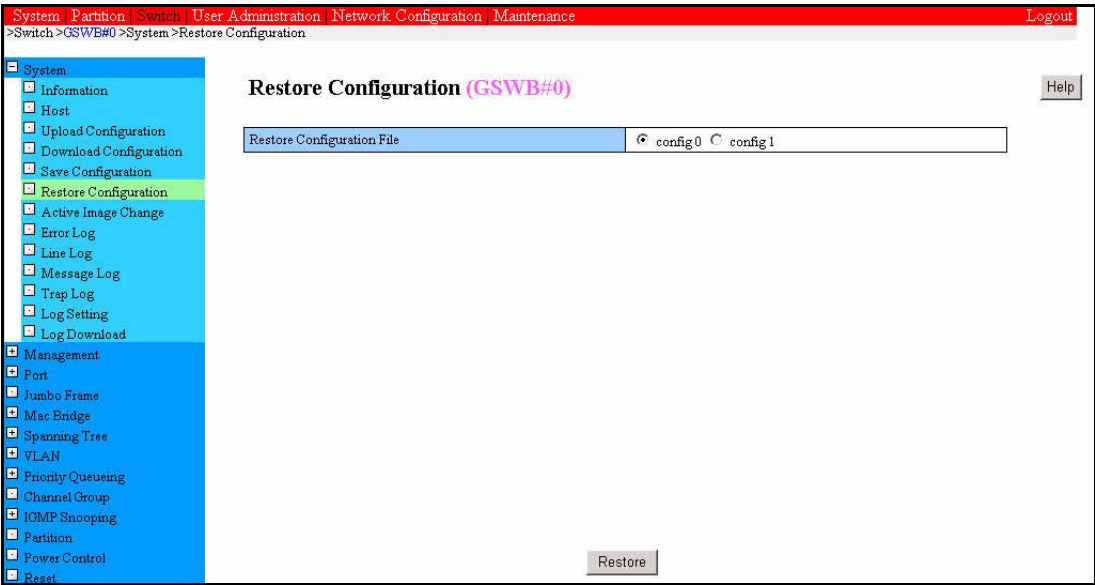 System | Partition | Switch | User Administration | Network Configuration | Maintenance Logout
>Switch >GSWB#0 >System >Restore Configuration
System
Information
Host
Upload Configuration
Download Configuration
Save Configuration
Restore Configuration
Active Image Change
Error Log
Line Log
Message Log
Trap Log
Log Setting
Log Download
Management
Port
Jumbo Frame
Mac Bridge
Spanning Tree
VLAN
Priority Queueing
Channel Group
IGMP Snooping
Partition
Power Control
Reset
Restore Configuration (GSWB#0)
Help
Restore Configuration File config 0 config 1
Restore